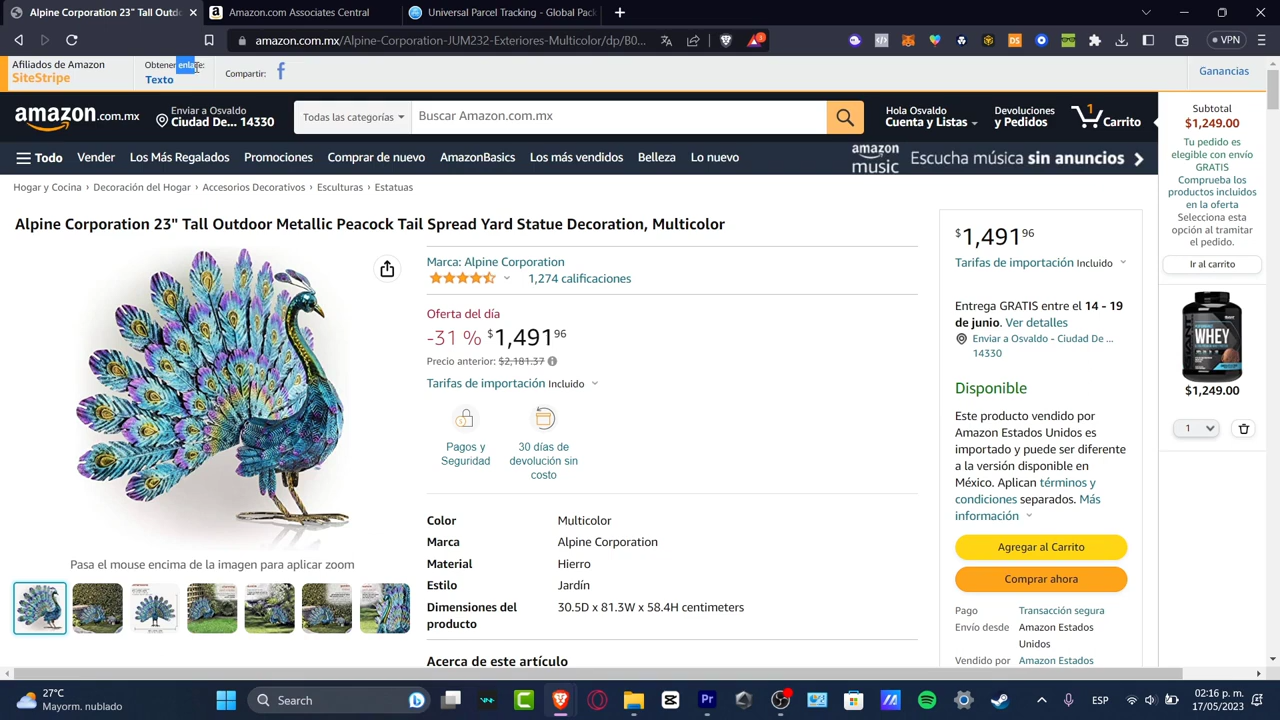 Alpine Corporation 23" Tall Outd
Amazon.com Associates Central
Universal Parcel Tracking - Global Pack
amazon.com.mx/Alpine-Corporation-JUM232-Exteriores-Multicolor/dp/B0...
3
VPN
Afiliados de Amazon
SiteStripe
Obtener enlace:
Texto
Compartir:
Ganancias
amazon.com.mx
Enviar a Osvaldo
Ciudad De... 14330
Todas las categorías
Buscar Amazon.com.mx
Hola Osvaldo
Cuenta y Listas
Devoluciones
y Pedidos
1
Carrito
Todo
Vender
Los Más Regalados
Promociones
Comprar de nuevo
AmazonBasics
Los más vendidos
Belleza
Lo nuevo
amazon music
Escucha música sin anuncios
Hogar y Cocina › Decoración del Hogar › Accesorios Decorativos › Esculturas › Estatuas
Alpine Corporation 23" Tall Outdoor Metallic Peacock Tail Spread Yard Statue Decoration, Multicolor
Marca: Alpine Corporation
1,274 calificaciones
Oferta del día
-31 % $1,491 96
Precio anterior: $2,181.37
Tarifas de importación Incluido
Pagos y
Seguridad
30 días de
devolución sin
costo
Color Multicolor
Marca Alpine Corporation
Material Hierro
Estilo Jardín
Dimensiones del
producto
30.5D x 81.3W x 58.4H centimeters
Acerca de este artículo
Pasa el mouse encima de la imagen para aplicar zoom
$1,491 96
Tarifas de importación Incluido
Entrega GRATIS entre el 14 - 19
de junio. Ver detalles
Enviar a Osvaldo - Ciudad De ...
14330
Disponible
Este producto vendido por
Amazon Estados Unidos es
importado y puede ser diferente
a la versión disponible en
México. Aplican términos y
condiciones separados. Más
información
Agregar al Carrito
Comprar ahora
Pago Transacción segura
Envío desde Amazon Estados
Unidos
Vendido por Amazon Estados
Subtotal
$1,249.00
Tu pedido es
elegible con envío
GRATIS
Comprueba los
productos incluidos
en la oferta
Selecciona esta
opción al tramitar
el pedido.
Ir al carrito
WHEY
$1,249.00
1
27°C
Mayorm. nublado
Search
Pr
ESP
02:16 p. m.
17/05/2023